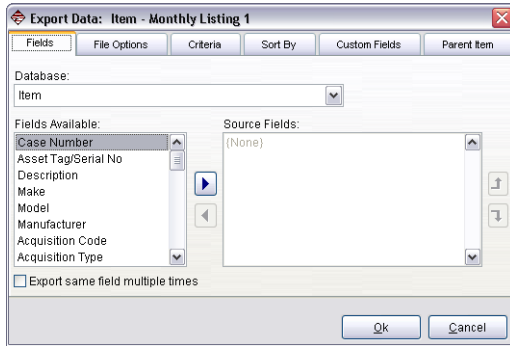 Export Data: Item - Monthly Listing 1
Fields File Options Criteria Sort By Custom Fields Parent Item
Database:
Item
Fields Available: Source Fields:
Case Number {None}
Asset Tag/Serial No
Description
Make
Model
Manufacturer
Acquisition Code
Acquisition Type
Export same field multiple times
Ok Cancel